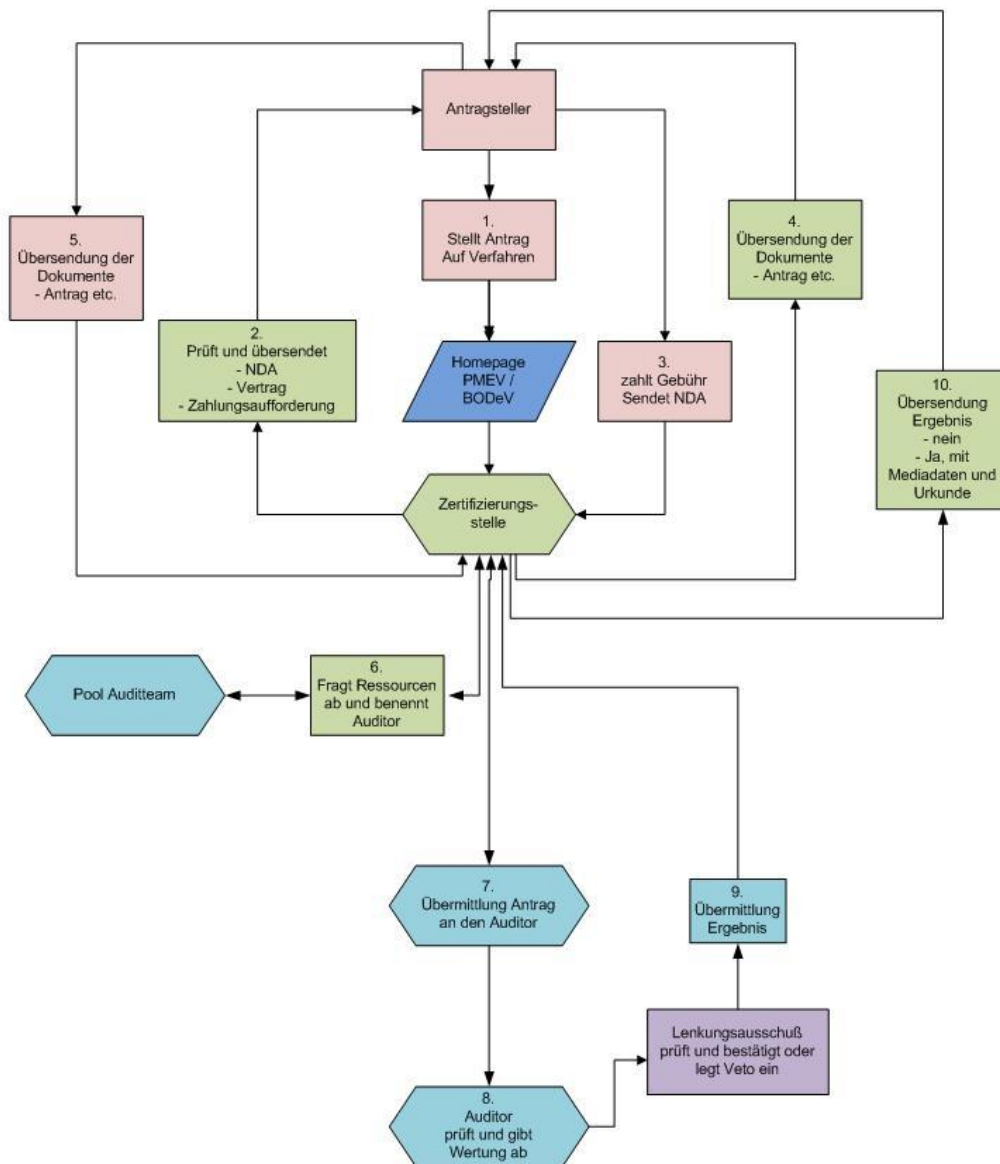 Antragsteller
1.
Stellt Antrag
Auf Verfahren
5.
Übersendung der
Dokumente
- Antrag etc.
4.
Übersendung der
Dokumente
- Antrag etc.
2.
Prüft und übersendet
- NDA
- Vertrag
- Zahlungsaufforderung
Homepage
PMEV /
BODeV
3.
zahlt Gebühr
Sendet NDA
10.
Übersendung
Ergebnis
- nein
- Ja, mit
Mediadaten und
Urkunde
Zertifizierungs-
stelle
Pool Auditteam
6.
Fragt Ressourcen
ab und benennt
Auditor
7.
Übermittlung Antrag
an den Auditor
9.
Übermittlung
Ergebnis
Lenkungsausschuß
prüft und bestätigt oder
legt Veto ein
8.
Auditor
prüft und gibt
Wertung ab